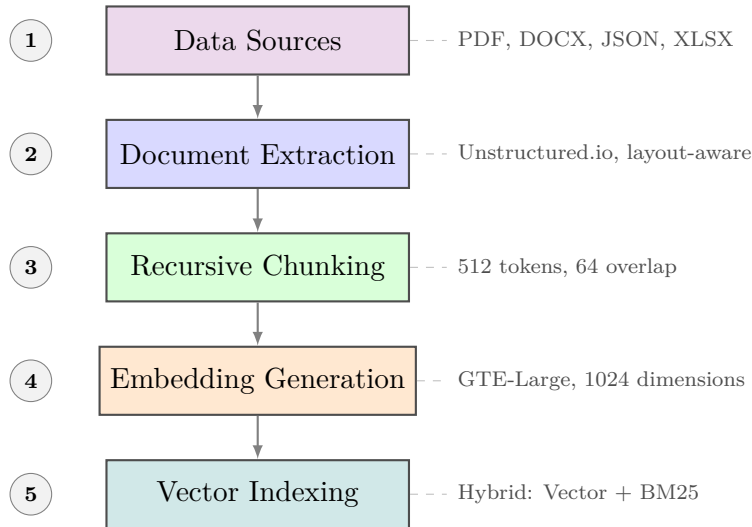 1 Data Sources PDF, DOCX, JSON, XLSX
2 Document Extraction Unstructured.io, layout-aware
3 Recursive Chunking 512 tokens, 64 overlap
4 Embedding Generation GTE-Large, 1024 dimensions
5 Vector Indexing Hybrid: Vector + BM25